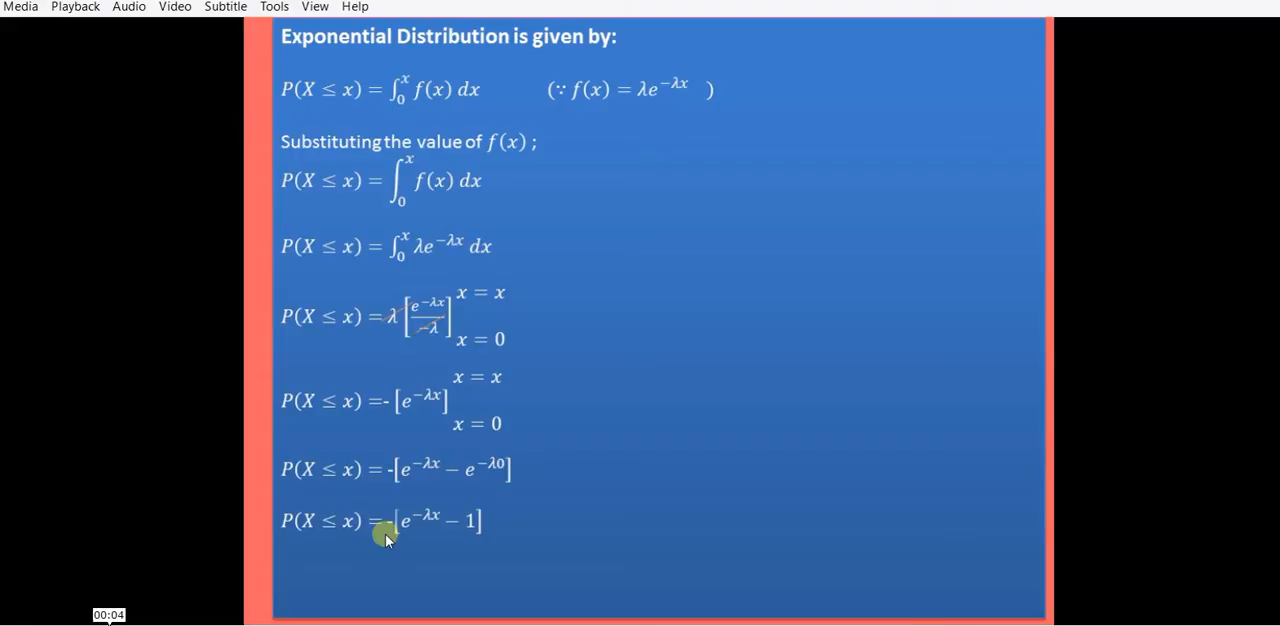 Media Playback Audio Video Subtitle Tools View Help
Exponential Distribution is given by:
P(X ≤ x) = ∫₀ˣ f(x) dx (∵ f(x) = λe^{−λx} )
Substituting the value of f(x) ;
P(X ≤ x) = ∫₀ˣ f(x) dx
P(X ≤ x) = ∫₀ˣ λe^{−λx} dx
P(X ≤ x) = λ [e^{−λx}/−λ] x = x x = 0
P(X ≤ x) =- [e^{−λx}] x = x x = 0
P(X ≤ x) = -[e^{−λx} − e^{−λ0}]
P(X ≤ x) = -[e^{−λx} − 1]
00:04